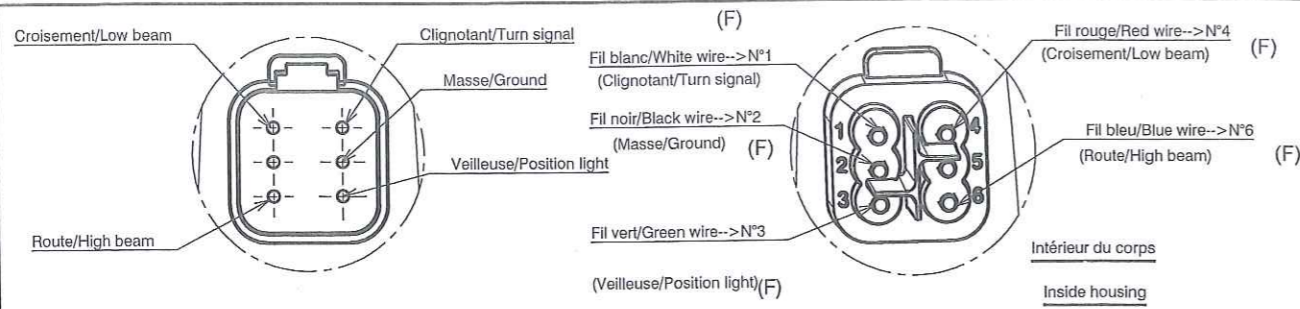 Croisement/Low beam
Clignotant/Turn signal
Masse/Ground
Veilleuse/Position light
Route/High beam
(F)
Fil blanc/White wire-->N°1
(Clignotant/Turn signal)
Fil noir/Black wire-->N°2
(Masse/Ground) (F)
Fil vert/Green wire-->N°3
(Veilleuse/Position light)(F)
1
2
3
4
5
6
Fil rouge/Red wire-->N°4
(Croisement/Low beam) (F)
Fil bleu/Blue wire-->N°6
(Route/High beam) (F)
Intérieur du corps
Inside housing